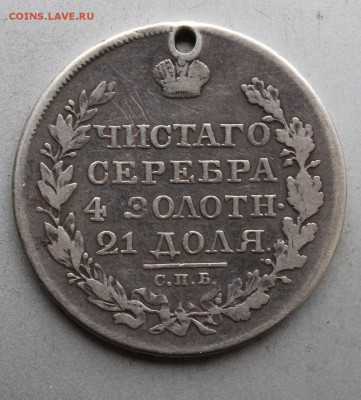 COINS.LAVE.RU
ЧИСТАГО
СЕРЕБРА
4 ЗОЛОТН.
21 ДОЛЯ.
С.П.Б.